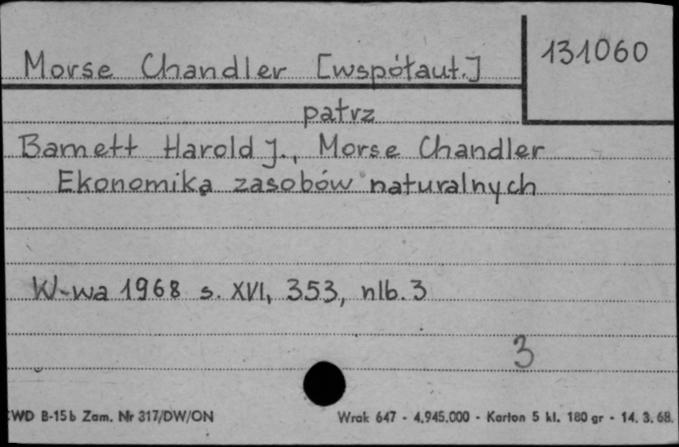 Morse Chandler [współaut.]
131060
patrz
Barnett Harold J., Morse Chandler
Ekonomika zasobów naturalnych
W-wa 1968 s. XVI, 353, nlb. 3
3
WD B-15b Zam. Nr 317/DW/ON
Wrak 647 - 4.945.000 - Karton 5 kl. 180 gr - 14. 3. 68.